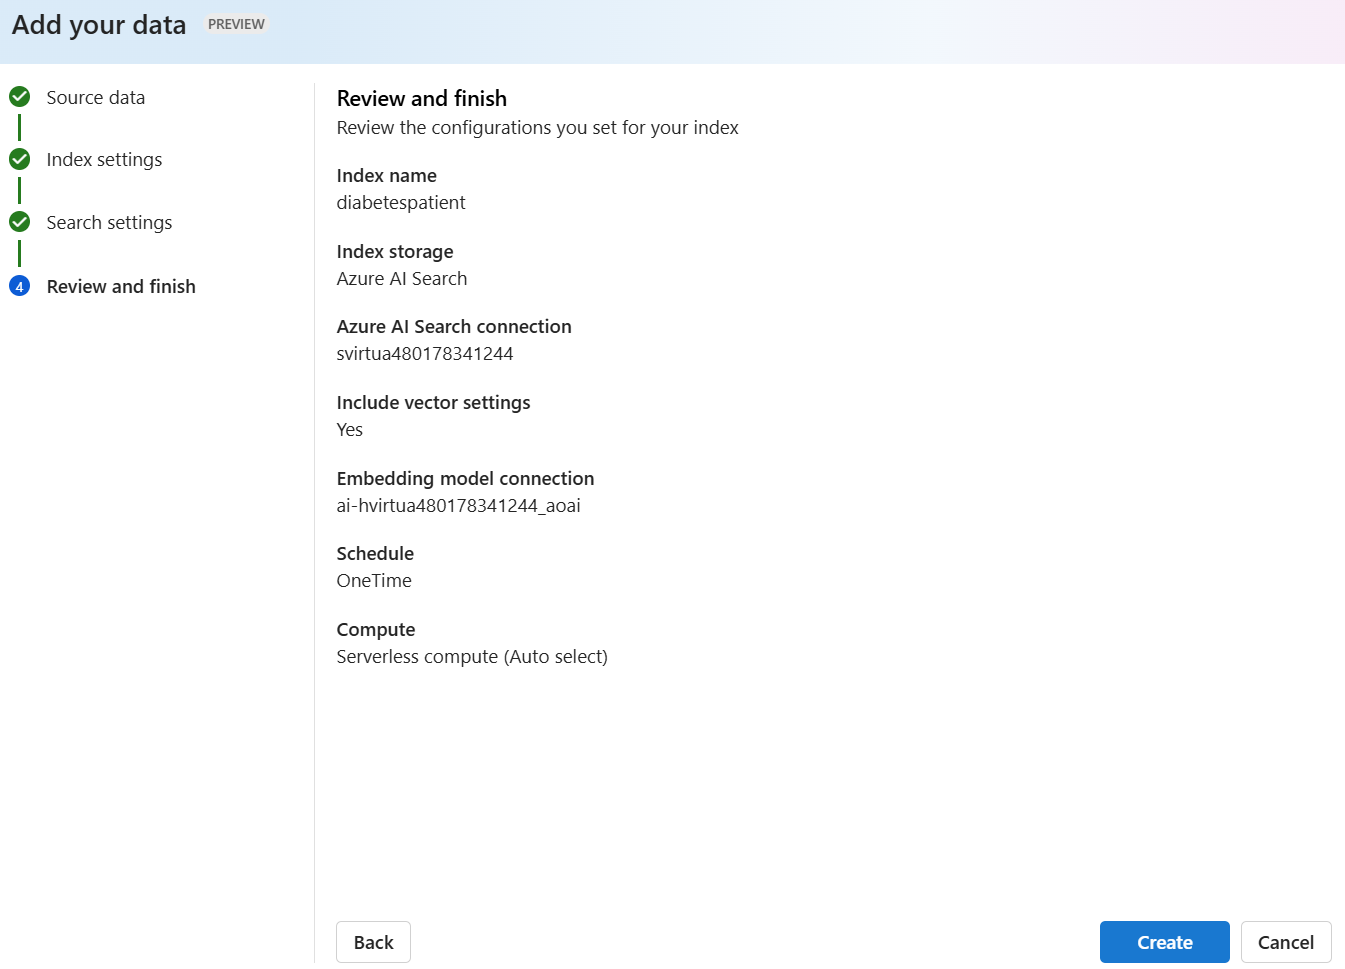 Add your data PREVIEW
Source data
Index settings
Search settings
4 Review and finish
Review and finish
Review the configurations you set for your index
Index name
diabetespatient
Index storage
Azure AI Search
Azure AI Search connection
svirtua480178341244
Include vector settings
Yes
Embedding model connection
ai-hvirtua480178341244_aoai
Schedule
OneTime
Compute
Serverless compute (Auto select)
Back Create Cancel